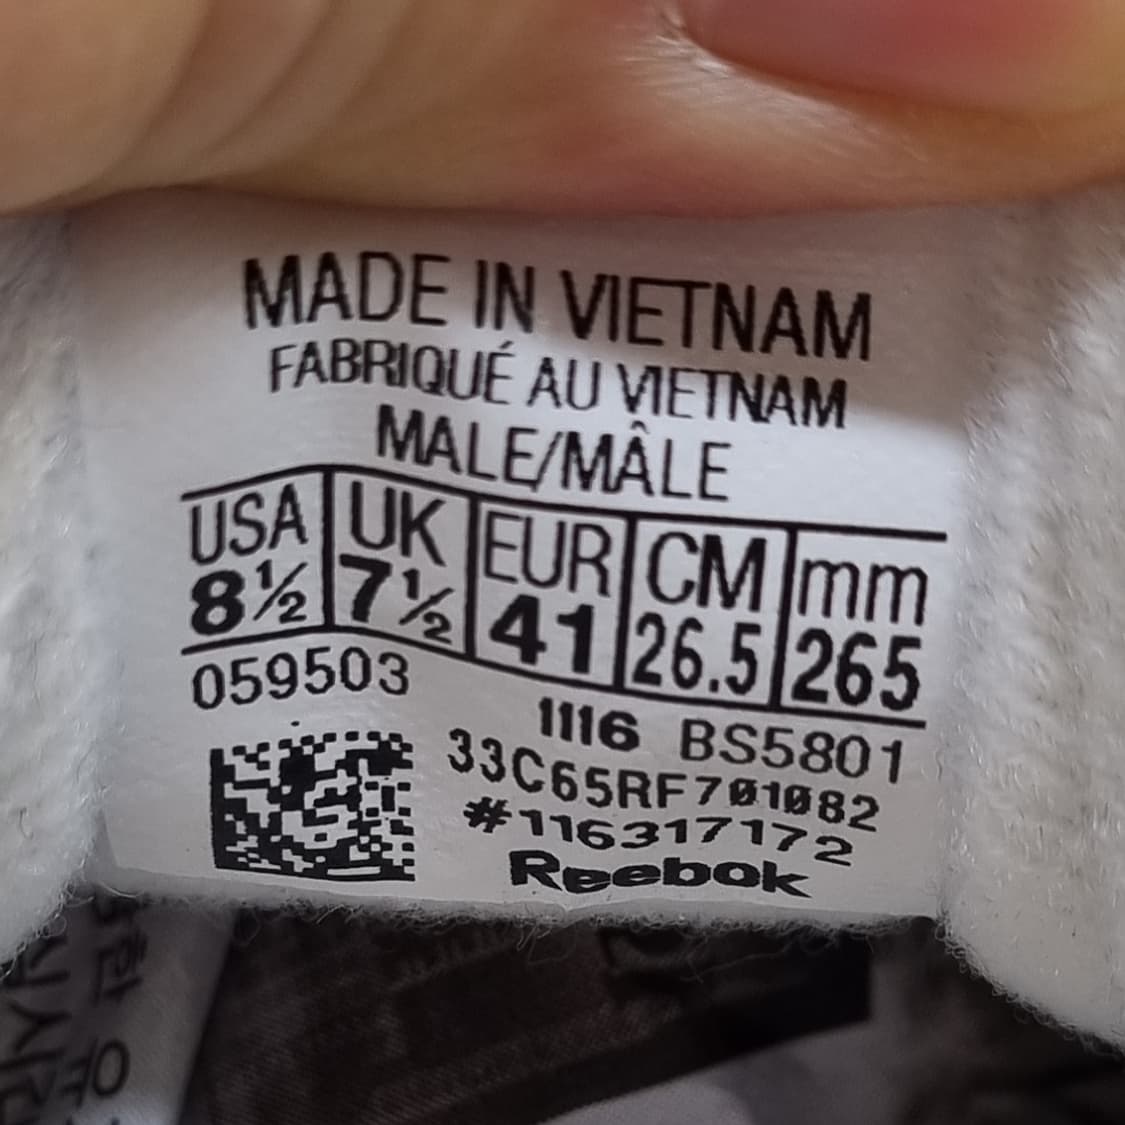 MADE IN VIETNAM
FABRIQUÉ AU VIETNAM
MALE/MÂLE
USA UK EUR CM mm
8½ 7½ 41 26.5 265
059503
1116 BS5801
33C65RF701082
#116317172
Reebok